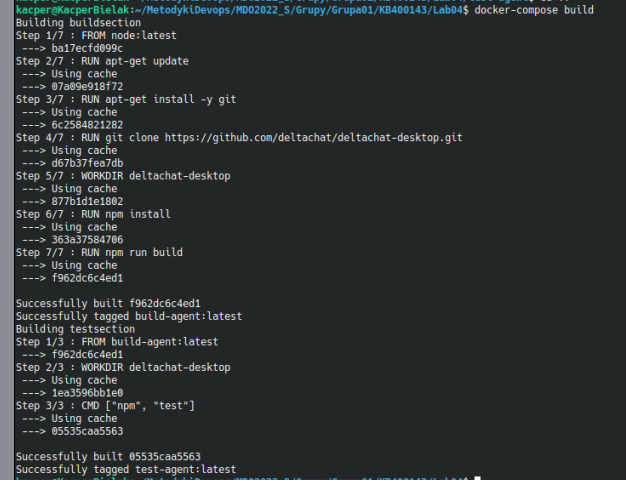 kacper@KacperBielak:~/MetodykiDevops/MDO2022_S/Grupy/Grupa01/KB400143/Lab04$ docker-compose build
Building buildsection
Step 1/7 : FROM node:latest
---> ba17ecfd099c
Step 2/7 : RUN apt-get update
---> Using cache
---> 07a09e918f72
Step 3/7 : RUN apt-get install -y git
---> Using cache
---> 6c2584821282
Step 4/7 : RUN git clone https://github.com/deltachat/deltachat-desktop.git
---> Using cache
---> d67b37fea7db
Step 5/7 : WORKDIR deltachat-desktop
---> Using cache
---> 877b1d1e1802
Step 6/7 : RUN npm install
---> Using cache
---> 363a37584706
Step 7/7 : RUN npm run build
---> Using cache
---> f962dc6c4ed1
Successfully built f962dc6c4ed1
Successfully tagged build-agent:latest
Building testsection
Step 1/3 : FROM build-agent:latest
---> f962dc6c4ed1
Step 2/3 : WORKDIR deltachat-desktop
---> Using cache
---> 1ea3596bb1e0
Step 3/3 : CMD ["npm", "test"]
---> Using cache
---> 05535caa5563
Successfully built 05535caa5563
Successfully tagged test-agent:latest
kacper@KacperBielak:~/MetodykiDevops/MDO2022_S/Grupy/Grupa01/KB400143/Lab04$